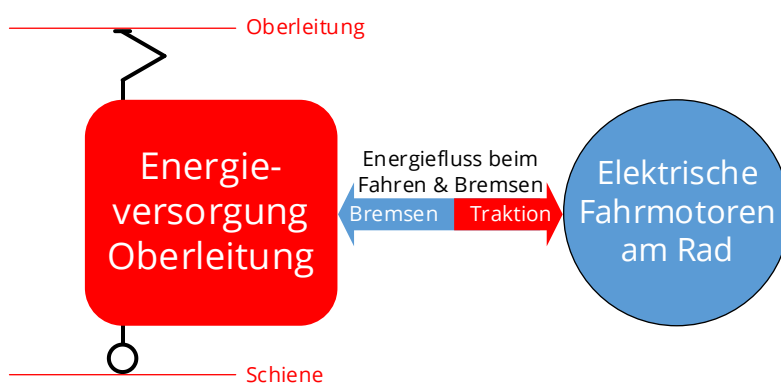 Oberleitung
Energie-
versorgung
Oberleitung
Energiefluss beim
Fahren & Bremsen
Bremsen
Traktion
Elektrische
Fahrmotoren
am Rad
Schiene